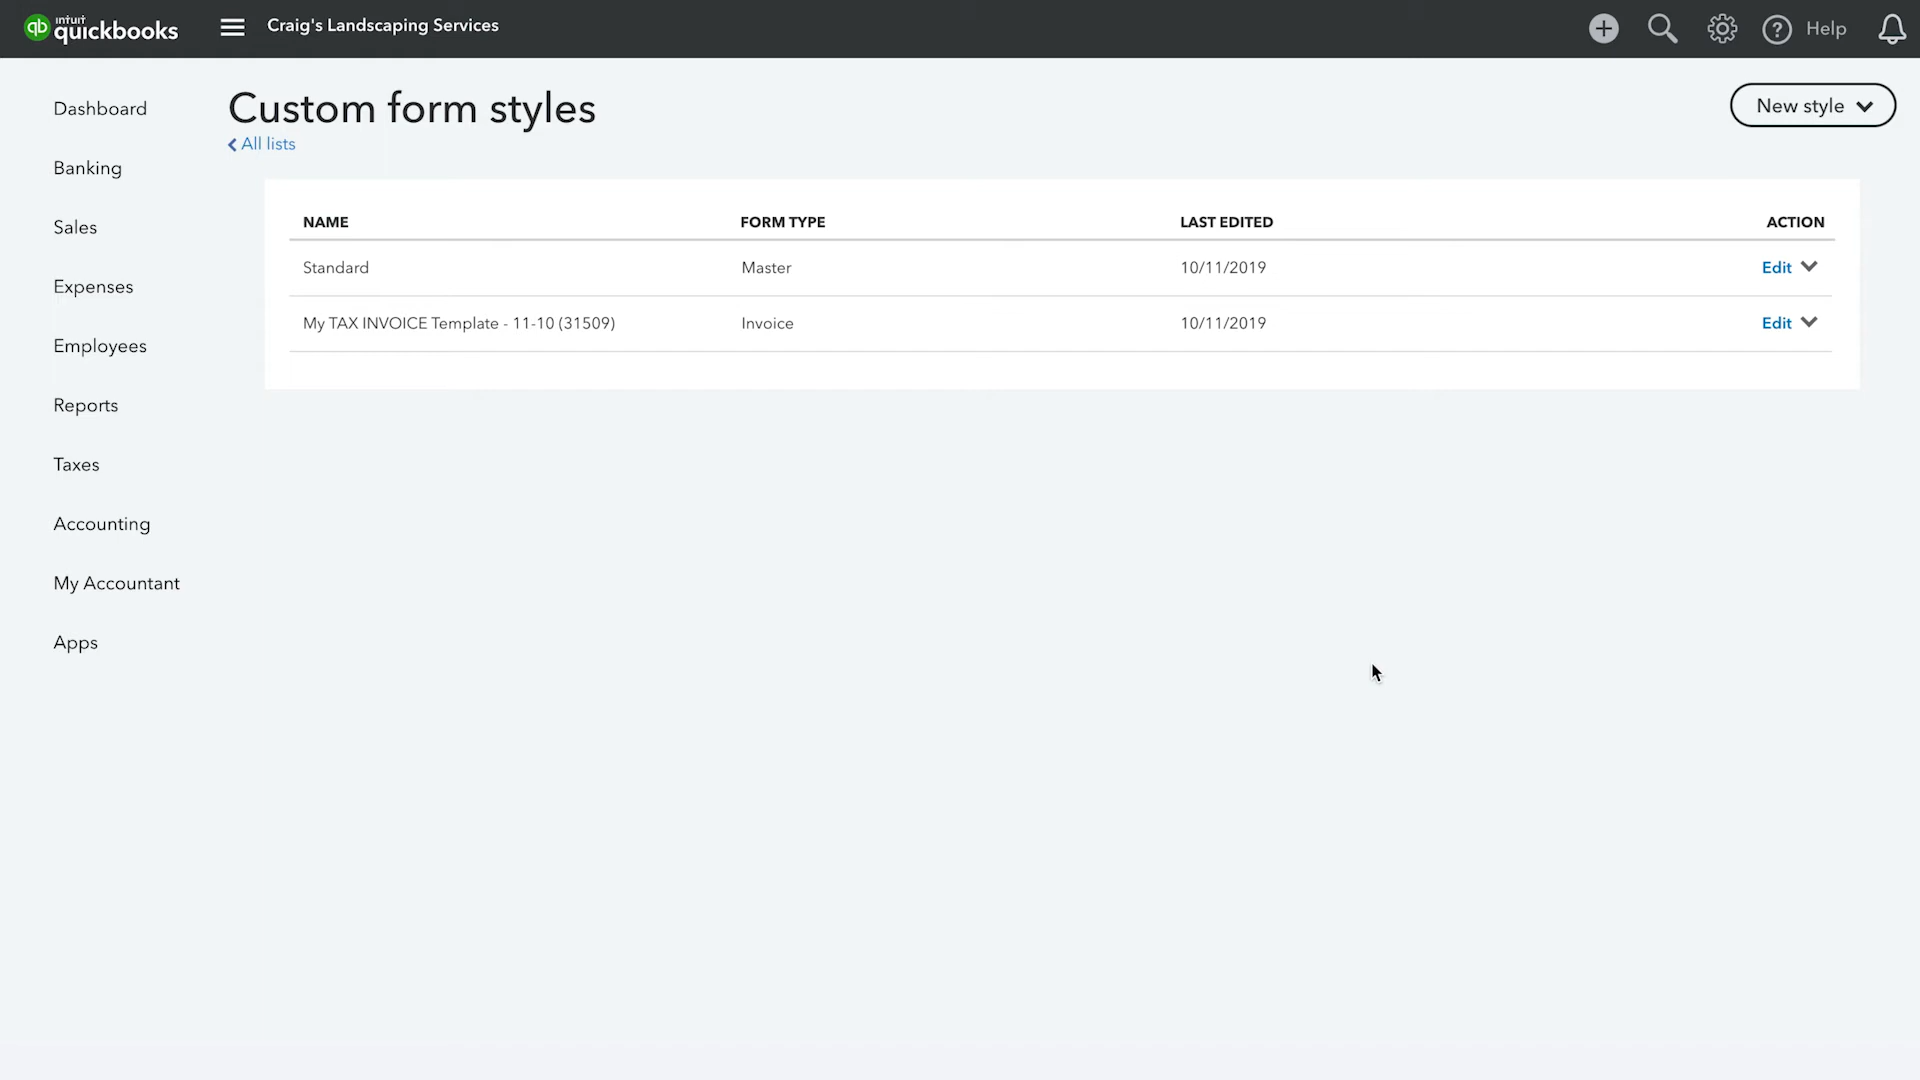 intuit
quickbooks
Craig's Landscaping Services
Help
Dashboard
Banking
Sales
Expenses
Employees
Reports
Taxes
Accounting
My Accountant
Apps
Custom form styles
All lists
New style
NAME FORM TYPE LAST EDITED ACTION
Standard Master 10/11/2019 Edit
My TAX INVOICE Template - 11-10 (31509) Invoice 10/11/2019 Edit